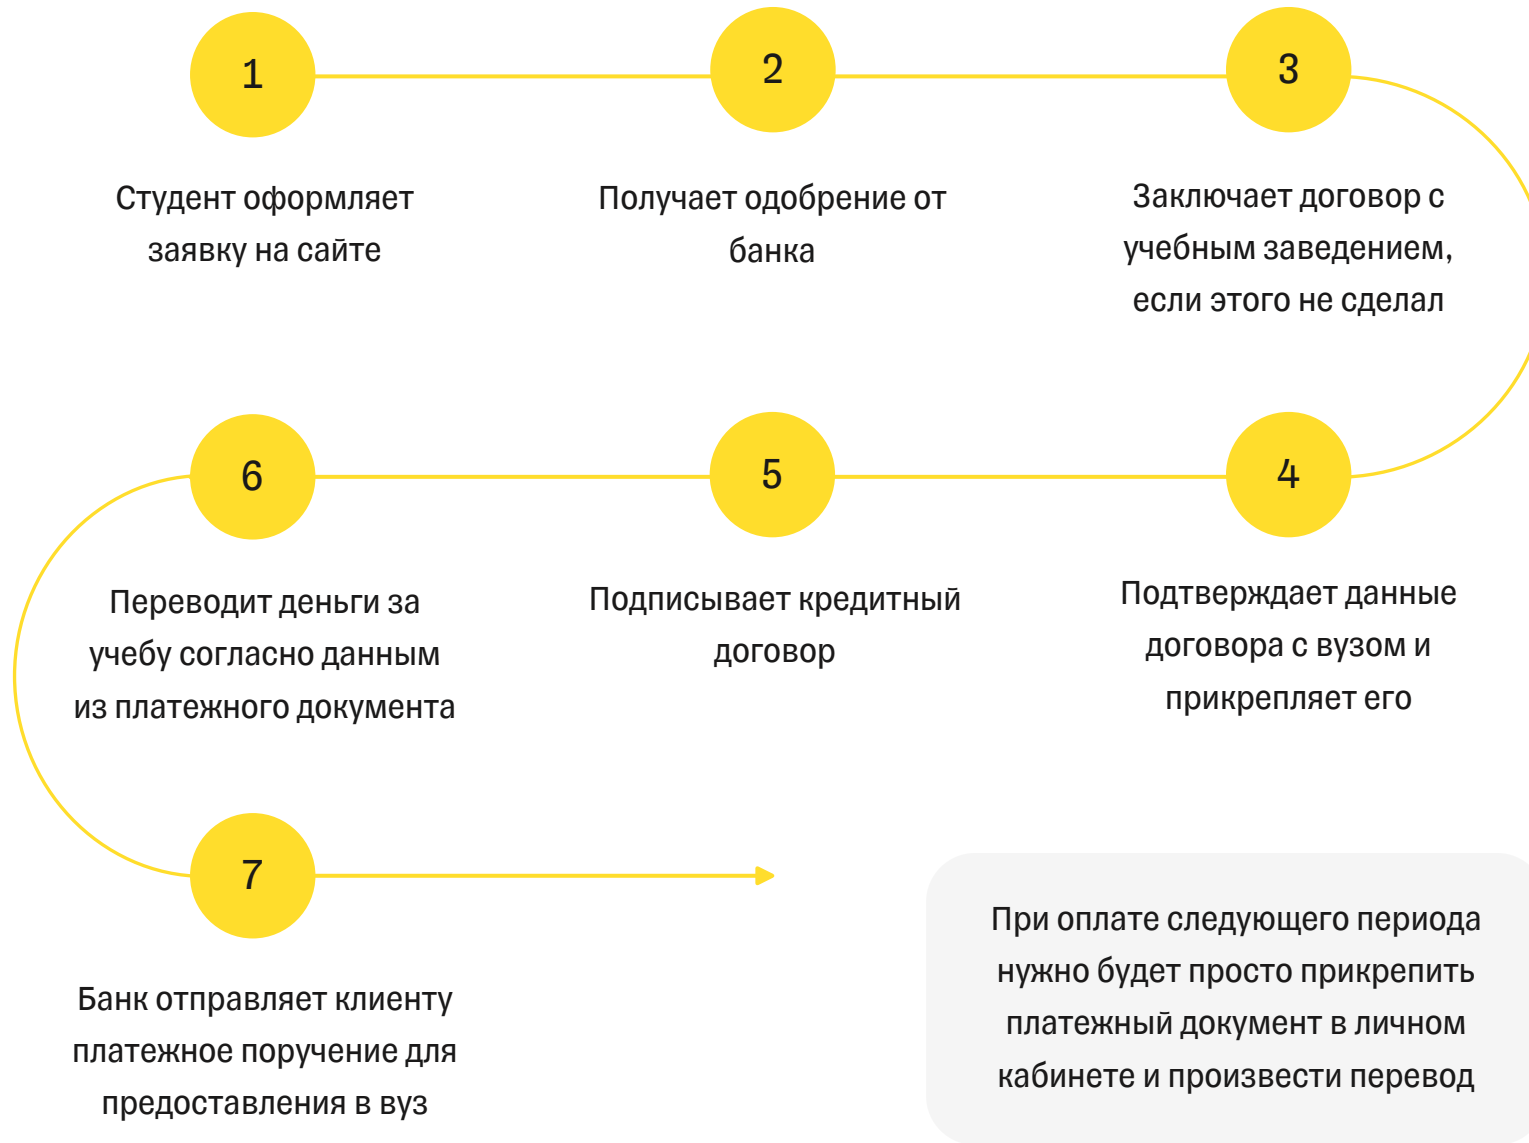 1
Студент оформляет
заявку на сайте
2
Получает одобрение от
банка
3
Заключает договор с
учебным заведением,
если этого не сделал
4
Подтверждает данные
договора с вузом и
прикрепляет его
5
Подписывает кредитный
договор
6
Переводит деньги за
учебу согласно данным
из платежного документа
7
Банк отправляет клиенту
платежное поручение для
предоставления в вуз
При оплате следующего периода
нужно будет просто прикрепить
платежный документ в личном
кабинете и произвести перевод